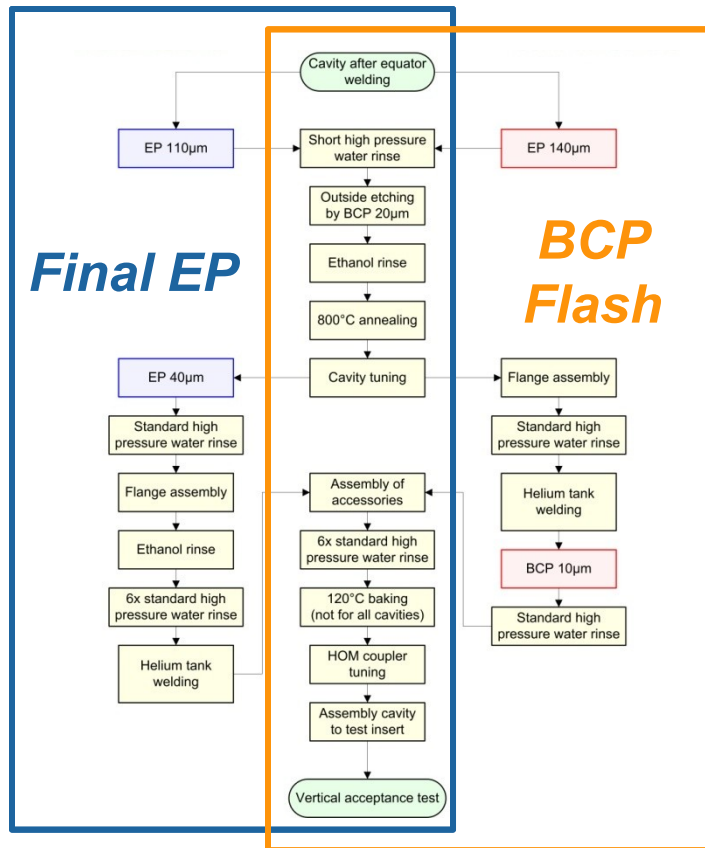 Cavity after equator
welding
EP 110µm
Short high pressure
water rinse
EP 140µm
Outside etching
by BCP 20µm
Final EP
BCP
Flash
Ethanol rinse
800°C annealing
EP 40µm
Cavity tuning
Flange assembly
Standard high
pressure water rinse
Standard high
pressure water rinse
Flange assembly
Assembly of
accessories
Helium tank
welding
Ethanol rinse
6x standard high
pressure water rinse
BCP 10µm
6x standard high
pressure water rinse
120°C baking
(not for all cavities)
Standard high
pressure water rinse
Helium tank
welding
HOM coupler
tuning
Assembly cavity
to test insert
Vertical acceptance test